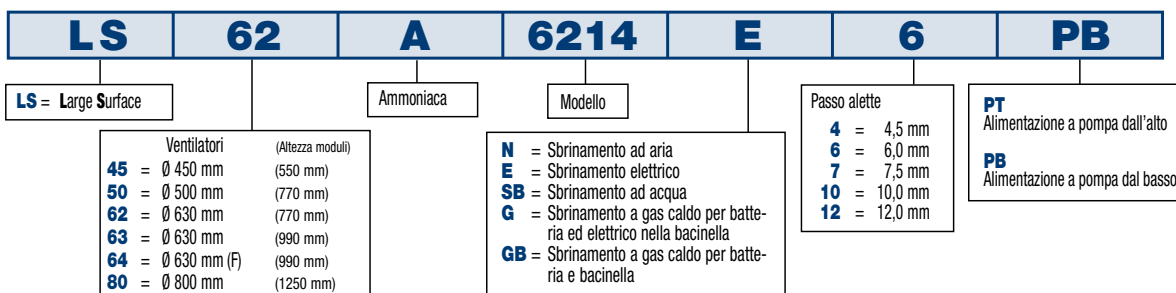 LS 62 A 6214 E 6 PB
LS = Large Surface
Ventilatori (Altezza moduli)
45 = Ø 450 mm (550 mm)
50 = Ø 500 mm (770 mm)
62 = Ø 630 mm (770 mm)
63 = Ø 630 mm (990 mm)
64 = Ø 630 mm (F) (990 mm)
80 = Ø 800 mm (1250 mm)
Ammoniaca
Modello
N = Sbrinamento ad aria
E = Sbrinamento elettrico
SB = Sbrinamento ad acqua
G = Sbrinamento a gas caldo per batte-
ria ed elettrico nella bacinella
GB = Sbrinamento a gas caldo per batte-
ria e bacinella
Passo alette
4 = 4,5 mm
6 = 6,0 mm
7 = 7,5 mm
10 = 10,0 mm
12 = 12,0 mm
PT
Alimentazione a pompa dall'alto
PB
Alimentazione a pompa dal basso